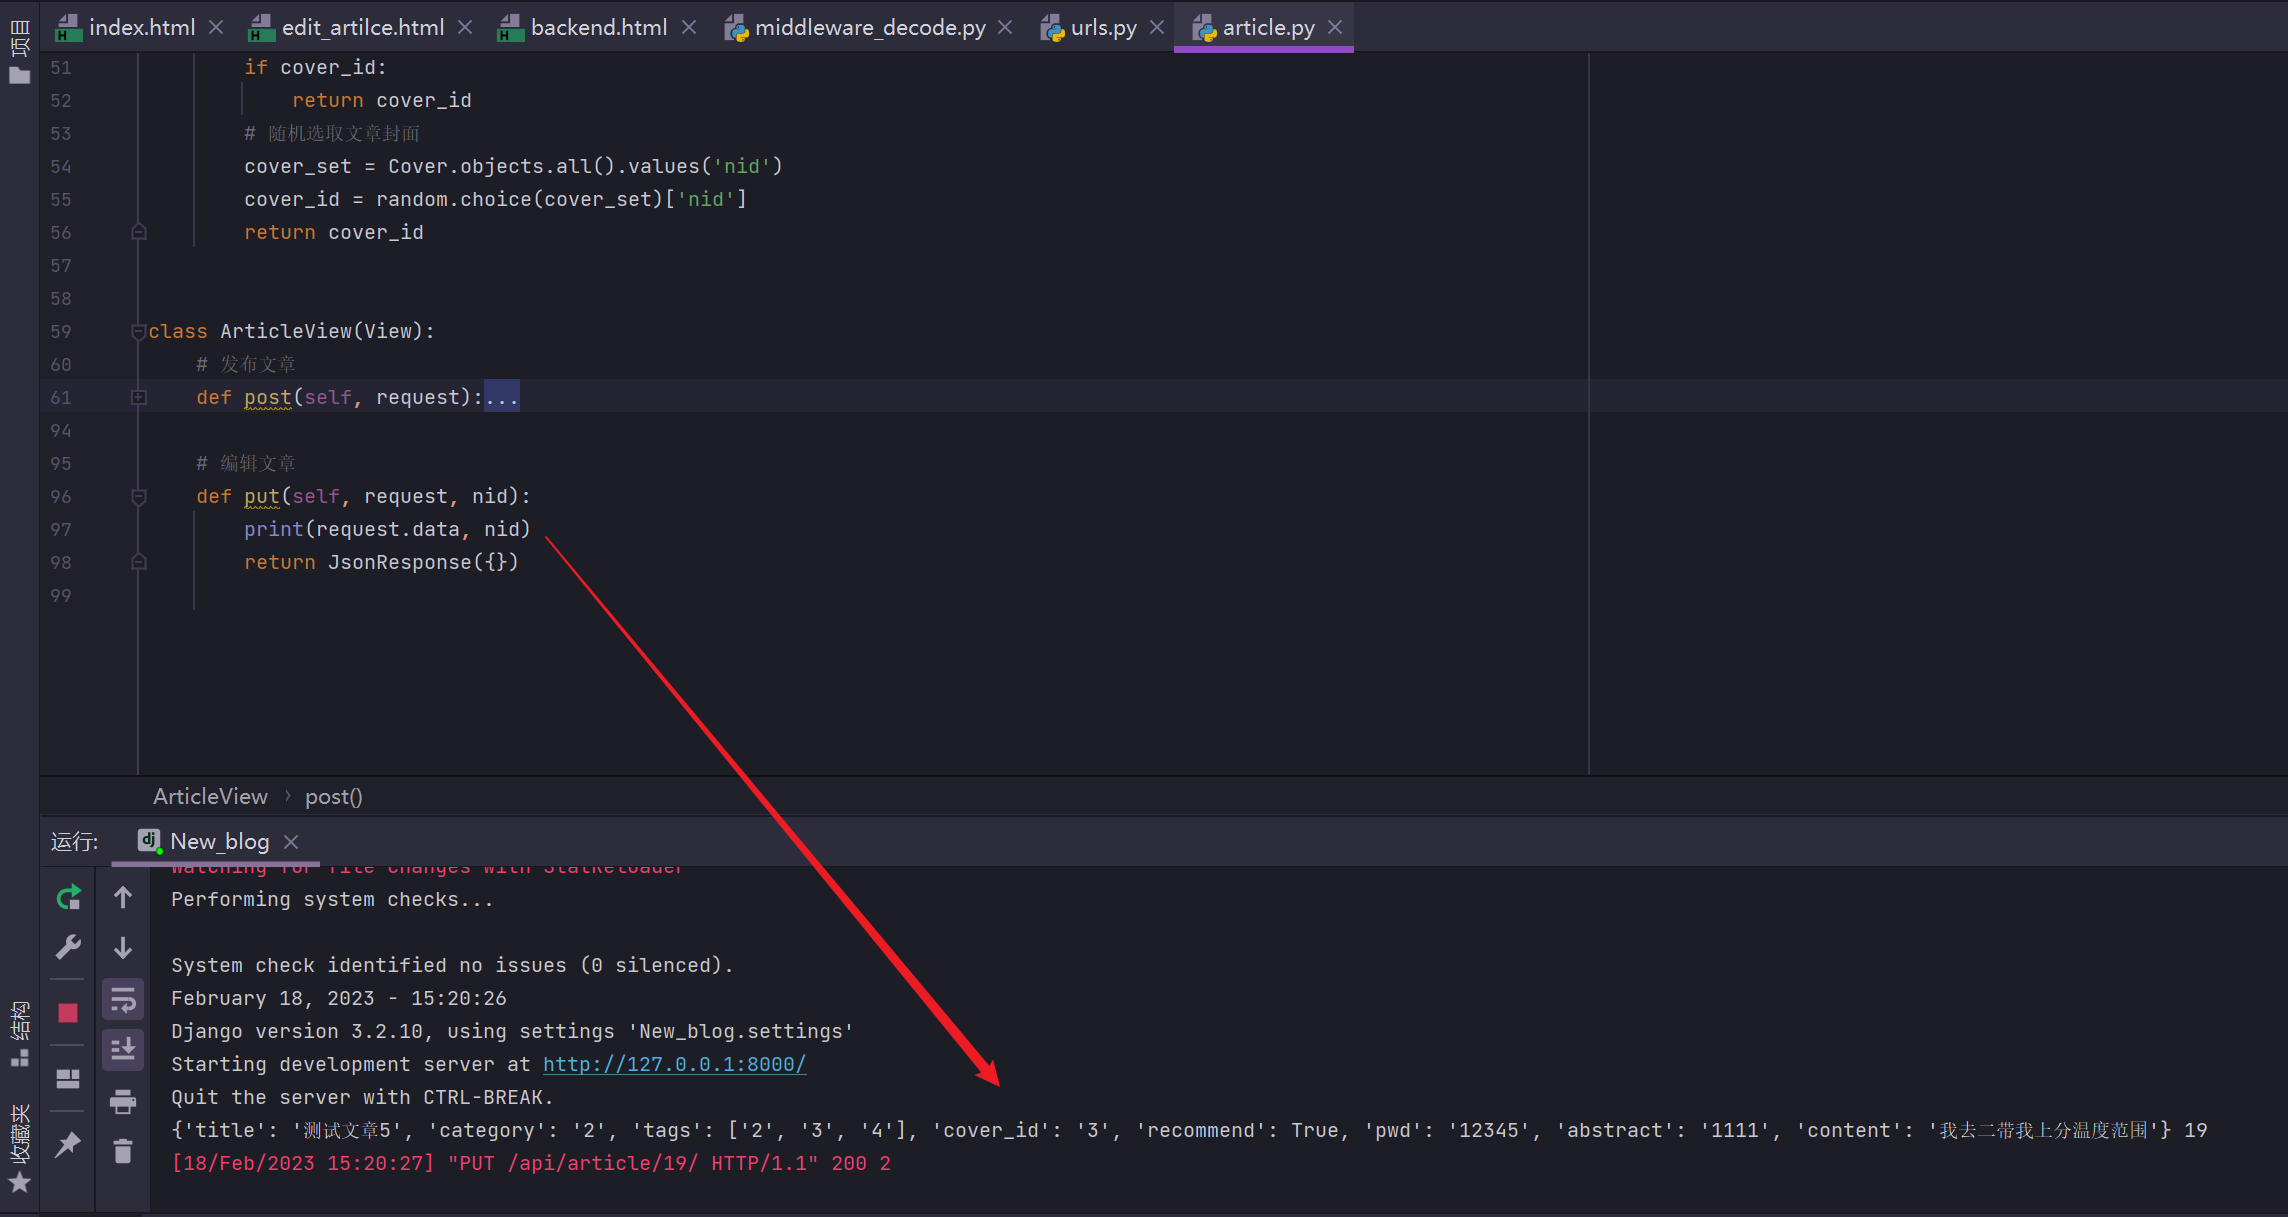 项目
index.html
edit_artilce.html
backend.html
middleware_decode.py
urls.py
article.py
51 if cover_id:
52 return cover_id
53 # 随机选取文章封面
54 cover_set = Cover.objects.all().values('nid')
55 cover_id = random.choice(cover_set)['nid']
56 return cover_id
57
58
59 class ArticleView(View):
60 # 发布文章
61 def post(self, request):...
94
95 # 编辑文章
96 def put(self, request, nid):
97 print(request.data, nid)
98 return JsonResponse({})
99
ArticleView › post()
运行: New_blog
Watching for file changes with StatReloader
Performing system checks...
System check identified no issues (0 silenced).
February 18, 2023 - 15:20:26
Django version 3.2.10, using settings 'New_blog.settings'
Starting development server at http://127.0.0.1:8000/
Quit the server with CTRL-BREAK.
{'title': '测试文章5', 'category': '2', 'tags': ['2', '3', '4'], 'cover_id': '3', 'recommend': True, 'pwd': '12345', 'abstract': '1111', 'content': '我去二带我上分温度范围'} 19
[18/Feb/2023 15:20:27] "PUT /api/article/19/ HTTP/1.1" 200 2
结构
收藏夹